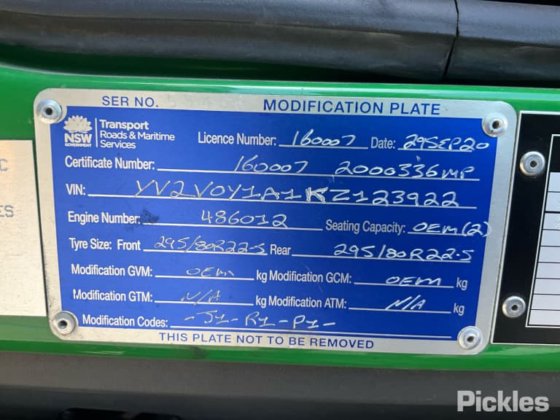 SER NO. MODIFICATION PLATE
NSW GOVERNMENT Transport Roads & Maritime Services
Licence Number: 160007 Date: 29SEP20
Certificate Number: 160007 2000336MP
VIN: YV2V0Y1A1KZ123922
Engine Number: 486012 Seating Capacity: OEM(2)
Tyre Size: Front 295/80R22.5 Rear 295/80R22.5
Modification GVM: OEM kg Modification GCM: OEM kg
Modification GTM: N/A kg Modification ATM: N/A kg
Modification Codes: -J1-R1-P1-
THIS PLATE NOT TO BE REMOVED
Pickles